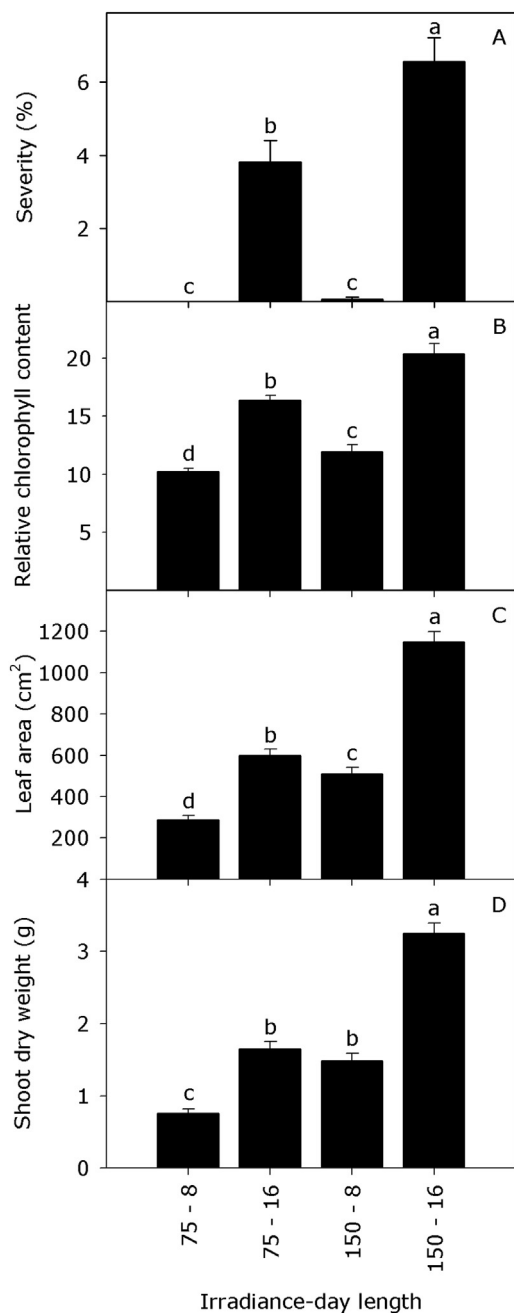 A
Severity (%)
6
4
2
c
b
c
a
B
Relative chlorophyll content
20
15
10
5
d
b
c
a
C
Leaf area (cm²)
1200
1000
800
600
400
200
d
b
c
a
D
Shoot dry weight (g)
4
3
2
1
0
c
b
b
a
75 - 8
75 - 16
150 - 8
150 - 16
Irradiance-day length